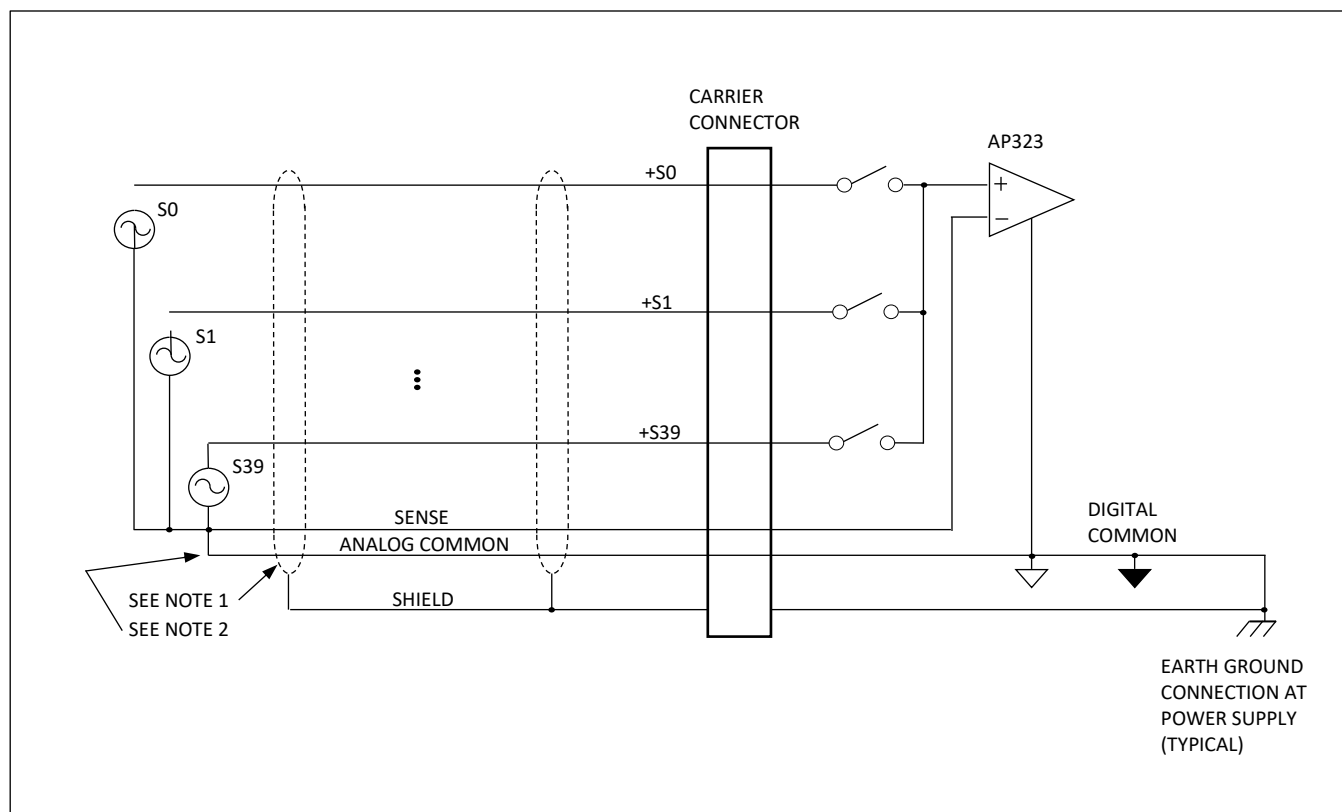 CARRIER
CONNECTOR
AP323
+S0
S0
+S1
S1
+S39
S39
SENSE
DIGITAL
COMMON
ANALOG COMMON
SEE NOTE 1
SHIELD
SEE NOTE 2
EARTH GROUND
CONNECTION AT
POWER SUPPLY
(TYPICAL)